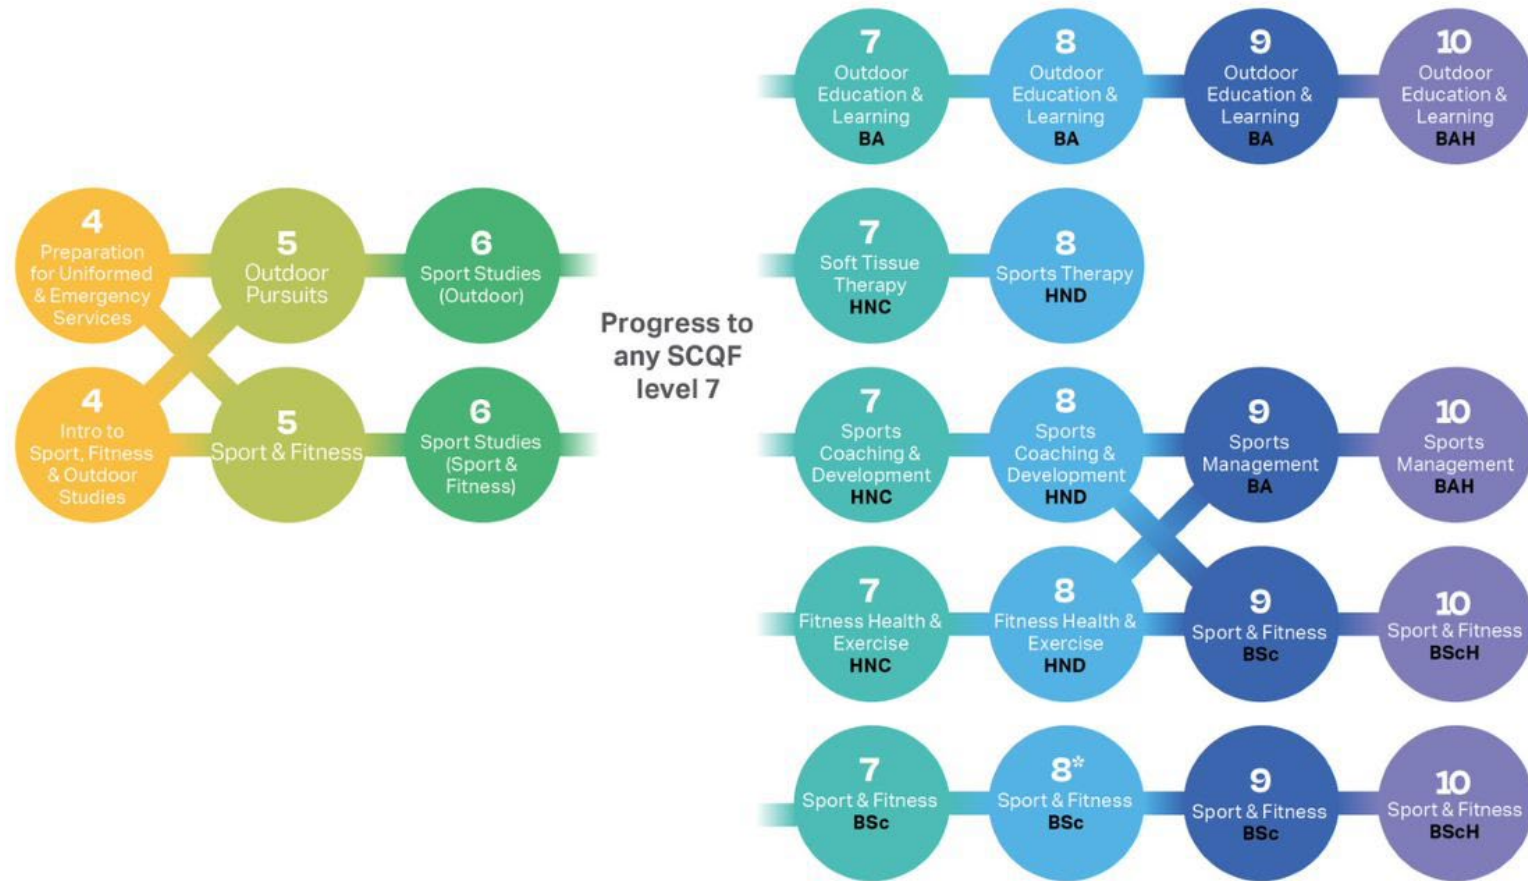 7
Outdoor
Education &
Learning
BA
8
Outdoor
Education &
Learning
BA
9
Outdoor
Education &
Learning
BA
10
Outdoor
Education &
Learning
BAH
4
Preparation
for Uniformed
& Emergency
Services
5
Outdoor
Pursuits
6
Sport Studies
(Outdoor)
4
Intro to
Sport, Fitness
& Outdoor
Studies
5
Sport & Fitness
6
Sport Studies
(Sport &
Fitness)
Progress to
any SCQF
level 7
7
Soft Tissue
Therapy
HNC
8
Sports Therapy
HND
7
Sports
Coaching &
Development
HNC
8
Sports
Coaching &
Development
HND
9
Sports
Management
BA
10
Sports
Management
BAH
7
Fitness Health &
Exercise
HNC
8
Fitness Health &
Exercise
HND
9
Sport & Fitness
BSc
10
Sport & Fitness
BScH
7
Sport & Fitness
BSc
8*
Sport & Fitness
BSc
9
Sport & Fitness
BSc
10
Sport & Fitness
BScH